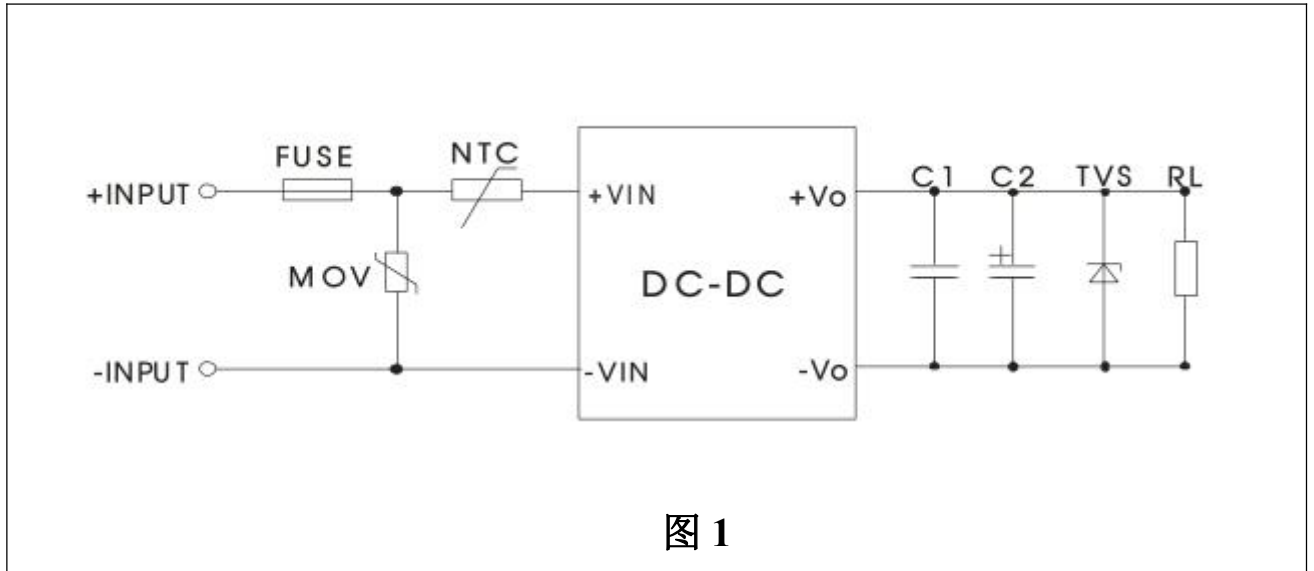 FUSE
NTC
C1
C2
TVS
RL
+INPUT
+VIN
+Vo
MOV
+
DC-DC
-INPUT
-VIN
-Vo
图 1